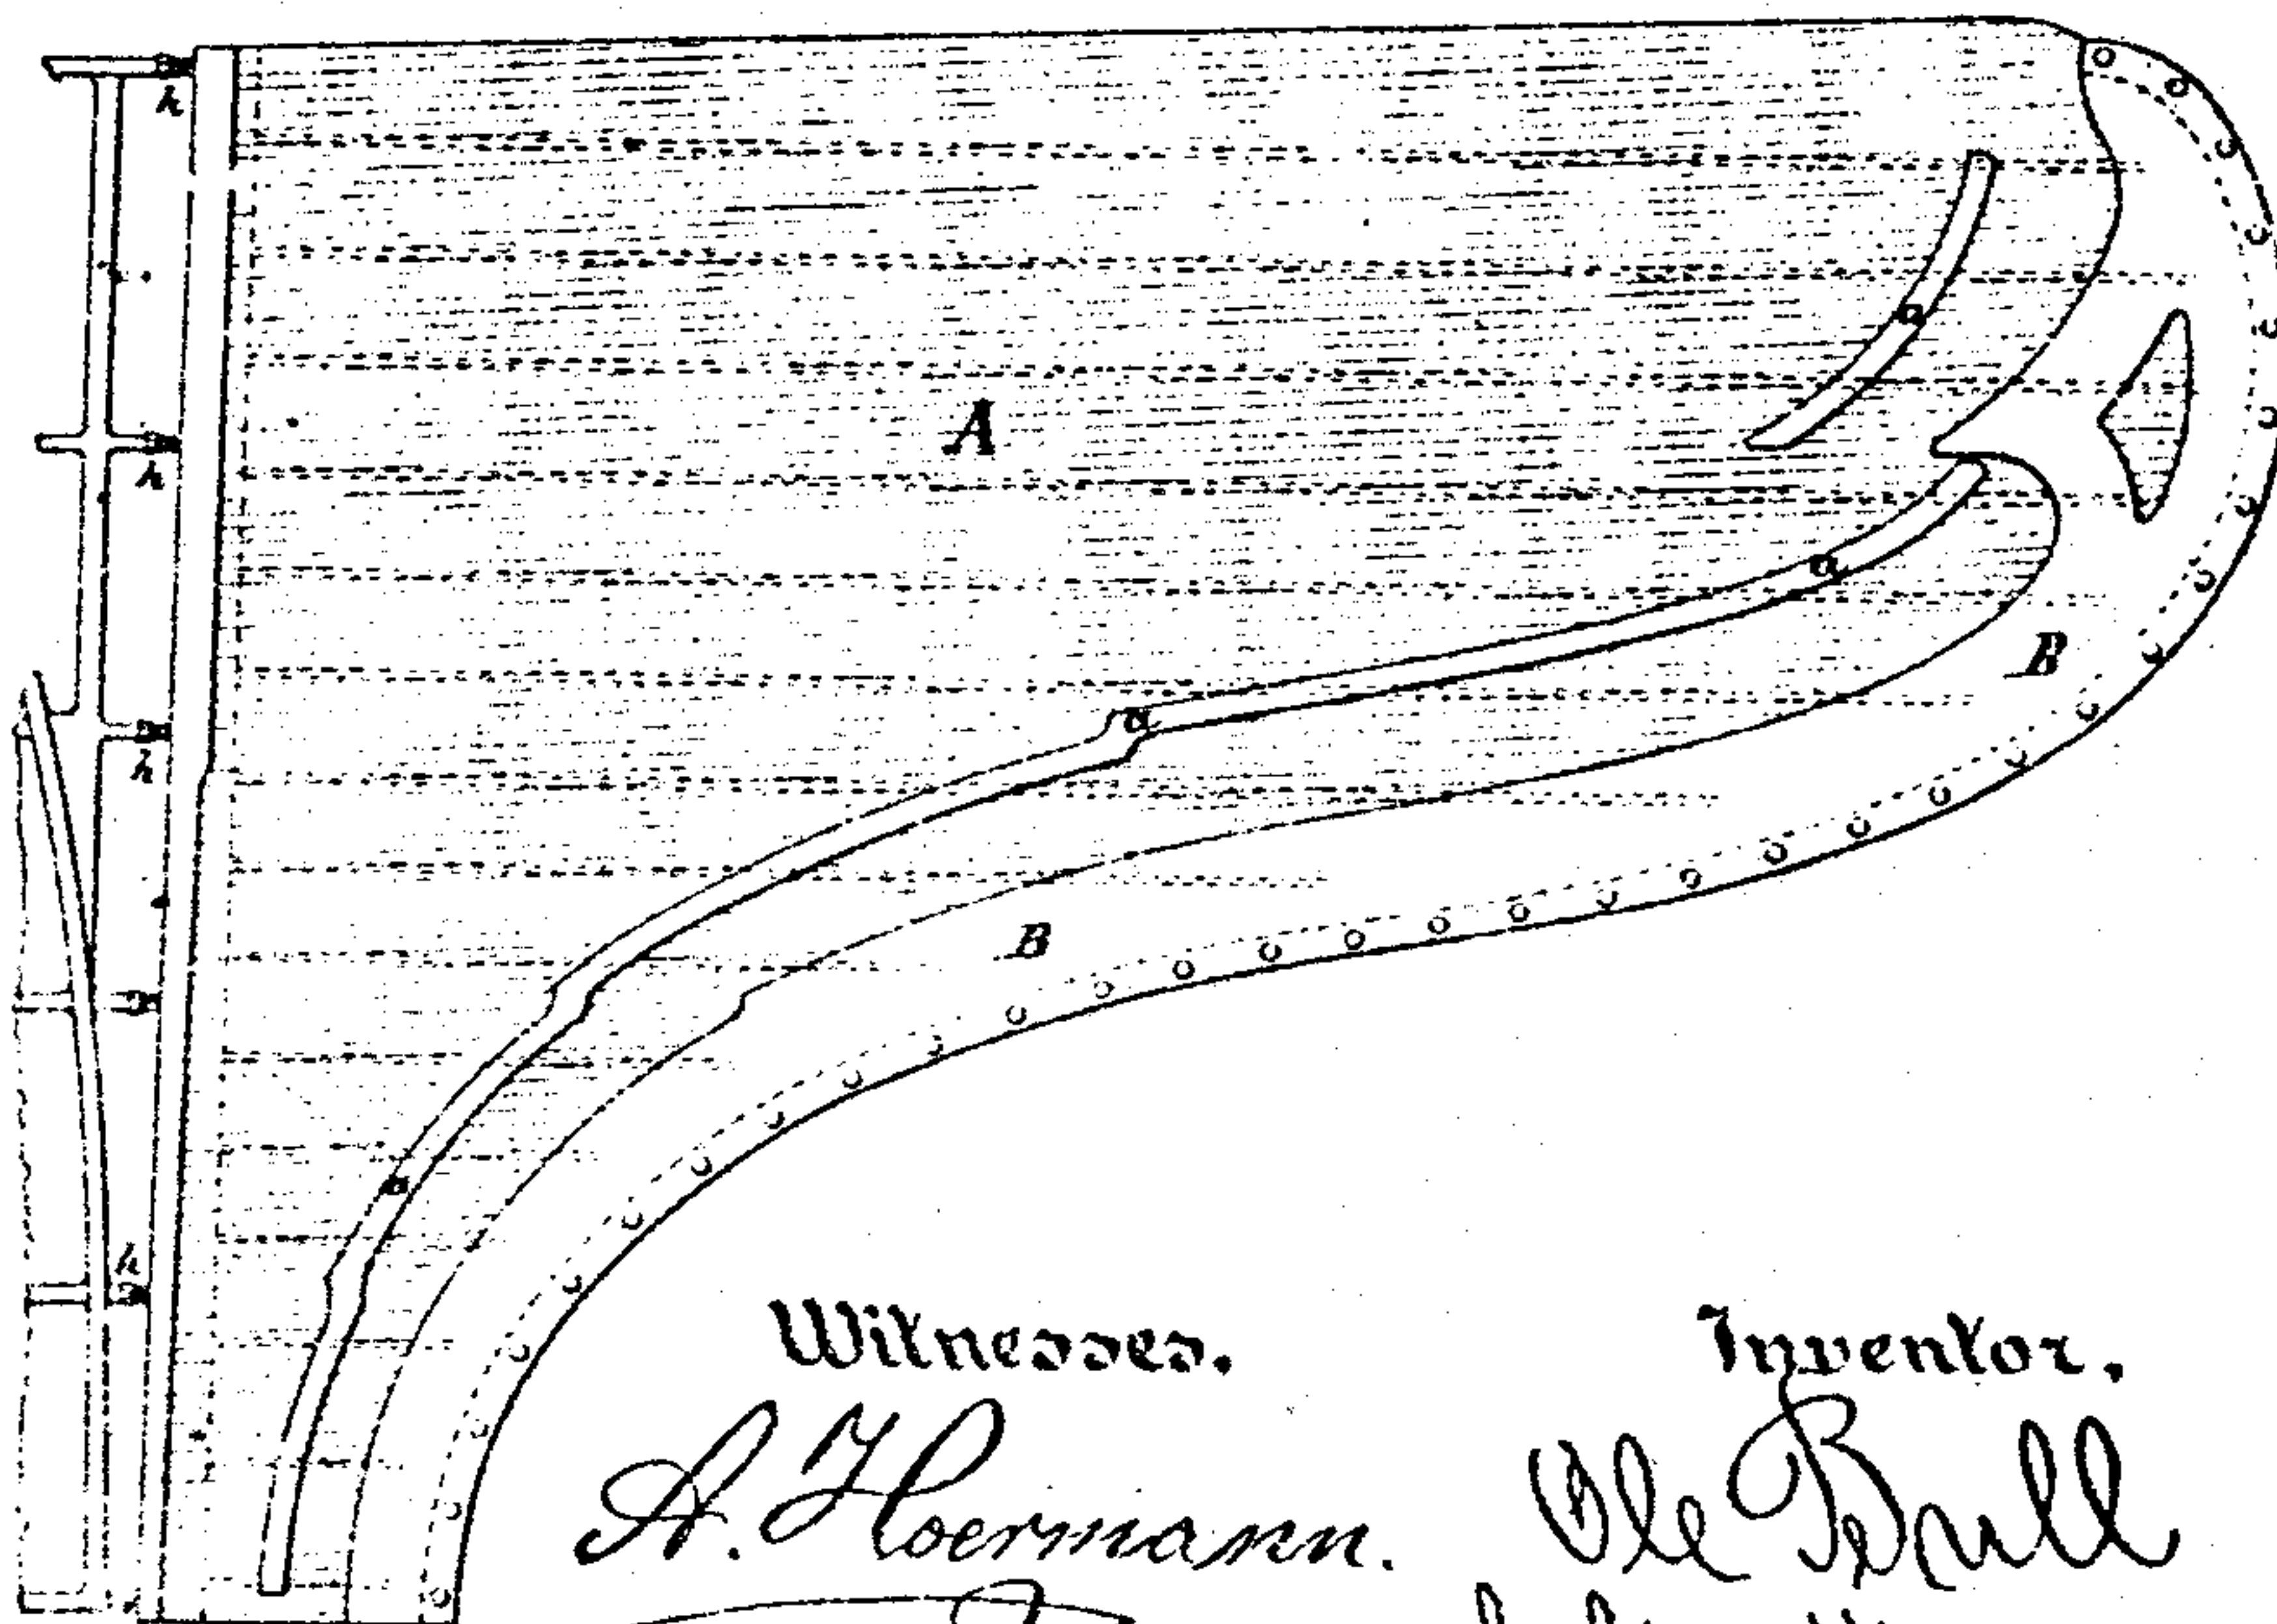 h
h
A
B
h
B
h
Witnesses. Inventor.
A. Hoermann. Ole Bull